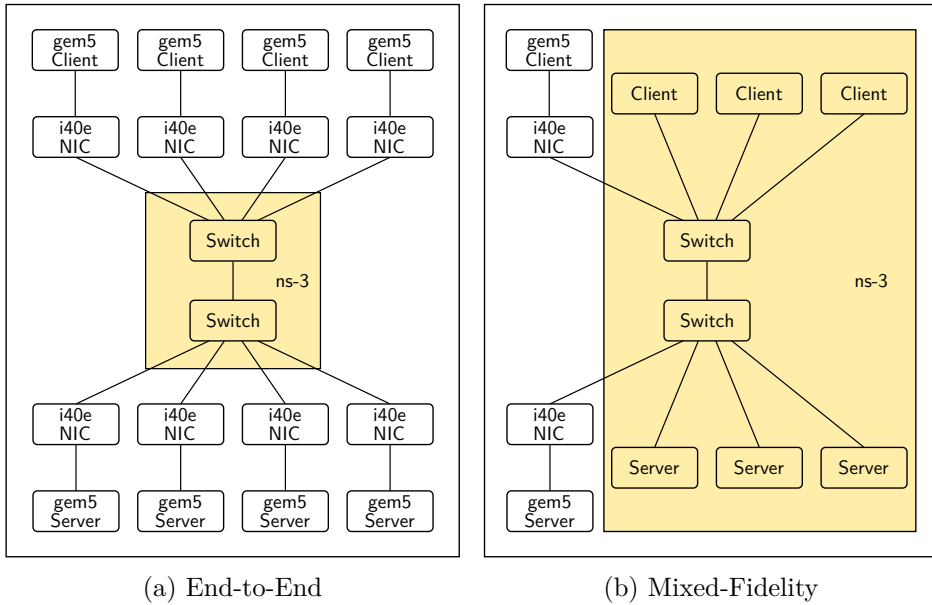 gem5
Client
gem5
Client
gem5
Client
gem5
Client
i40e
NIC
i40e
NIC
i40e
NIC
i40e
NIC
Switch
ns-3
Switch
i40e
NIC
i40e
NIC
i40e
NIC
i40e
NIC
gem5
Server
gem5
Server
gem5
Server
gem5
Server
(a) End-to-End
gem5
Client
Client
Client
Client
i40e
NIC
Switch
ns-3
Switch
i40e
NIC
Server
Server
Server
gem5
Server
(b) Mixed-Fidelity